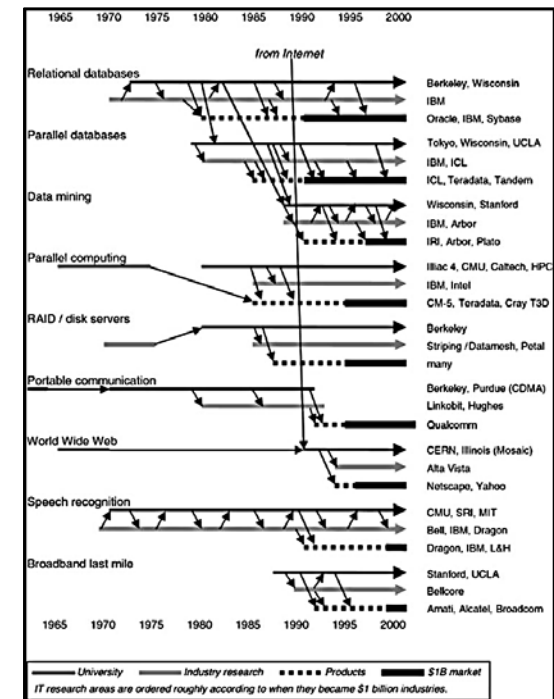 1965 1970 1975 1980 1985 1990 1995 2000
from Internet
Relational databases
Berkeley, Wisconsin
IBM
Oracle, IBM, Sybase
Parallel databases
Tokyo, Wisconsin, UCLA
IBM, ICL
ICL, Teradata, Tandem
Data mining
Wisconsin, Stanford
IBM, Arbor
IRI, Arbor, Plato
Parallel computing
Illiac 4, CMU, Caltech, HPC
IBM, Intel
CM-5, Teradata, Cray T3D
RAID / disk servers
Berkeley
Striping /Datamesh, Petal
many
Portable communication
Berkeley, Purdue (CDMA)
Linkobit, Hughes
Qualcomm
World Wide Web
CERN, Illinois (Mosaic)
Alta Vista
Netscape, Yahoo
Speech recognition
CMU, SRI, MIT
Bell, IBM, Dragon
Dragon, IBM, L&H
Broadband last mile
Stanford, UCLA
Bellcore
Amati, Alcatel, Broadcom
1965 1970 1975 1980 1985 1990 1995 2000
University Industry research Products $1B market
IT research areas are ordered roughly according to when they became $1 billion industries.